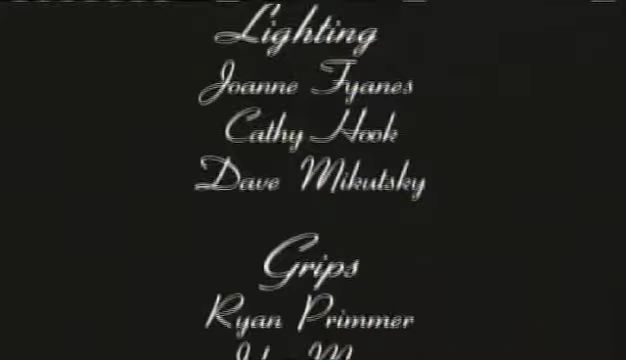 Lighting
Joanne Fyanes
Cathy Hook
Dave Mikutsky
Grips
Ryan Primmer